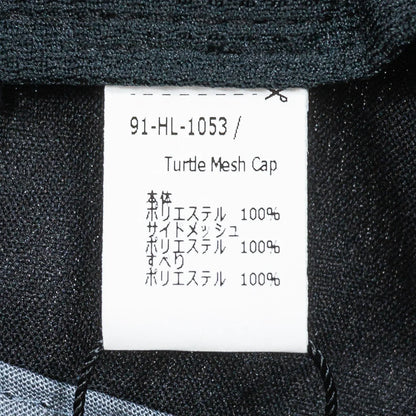 91-HL-1053 /
Turtle Mesh Cap
本体
ポリエステル 100%
サイドメッシュ
ポリエステル 100%
すべり
ポリエステル 100%